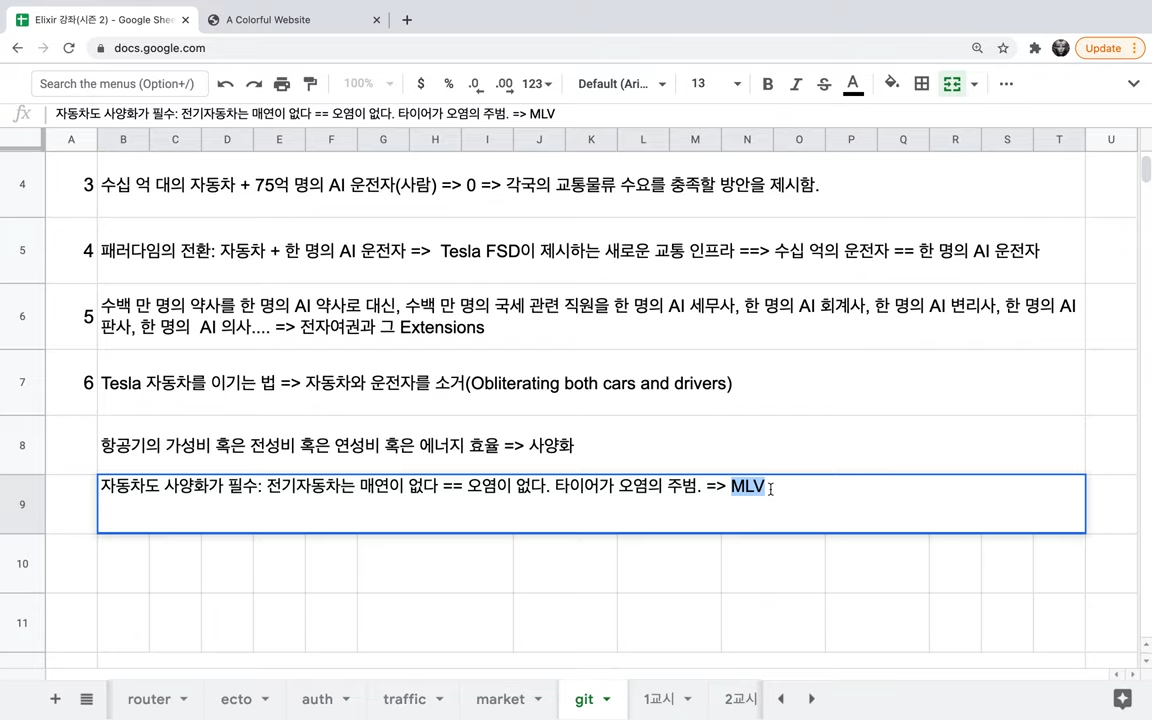 Elixir 강좌(시즌 2) - Google Shee
A Colorful Website
docs.google.com
Update
Search the menus (Option+/)
100%
$
%
.0
.00
123
Default (Ari...
13
B
I
S
A
fx
자동차도 사양화가 필수: 전기자동차는 매연이 없다 == 오염이 없다. 타이어가 오염의 주범. => MLV
A B C D E F G H I J K L M N O P Q R S T U
4 3 수십 억 대의 자동차 + 75억 명의 AI 운전자(사람) => 0 => 각국의 교통물류 수요를 충족할 방안을 제시함.
5 4 패러다임의 전환: 자동차 + 한 명의 AI 운전자 => Tesla FSD이 제시하는 새로운 교통 인프라 ==> 수십 억의 운전자 == 한 명의 AI 운전자
6 5 수백 만 명의 약사를 한 명의 AI 약사로 대신, 수백 만 명의 국세 관련 직원을 한 명의 AI 세무사, 한 명의 AI 회계사, 한 명의 AI 변리사, 한 명의 AI
판사, 한 명의 AI 의사.... => 전자여권과 그 Extensions
7 6 Tesla 자동차를 이기는 법 => 자동차와 운전자를 소거(Obliterating both cars and drivers)
8 항공기의 가성비 혹은 전성비 혹은 연성비 혹은 에너지 효율 => 사양화
9 자동차도 사양화가 필수: 전기자동차는 매연이 없다 == 오염이 없다. 타이어가 오염의 주범. => MLV
10
11
router
ecto
auth
traffic
market
git
1교시
2교시